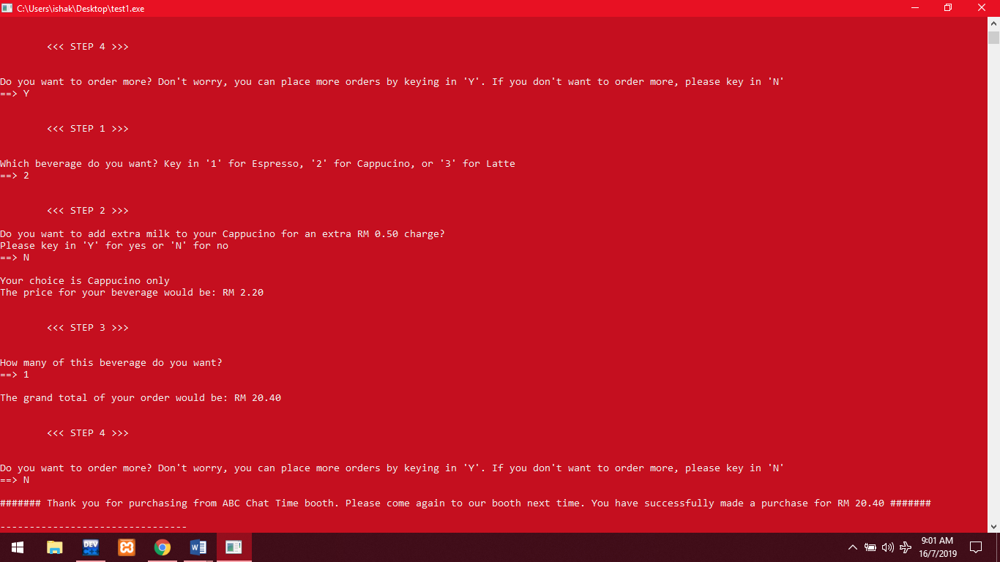 C:\Users\ishak\Desktop\test1.exe
<<< STEP 4 >>>
Do you want to order more? Don't worry, you can place more orders by keying in 'Y'. If you don't want to order more, please key in 'N'
==> Y
<<< STEP 1 >>>
Which beverage do you want? Key in '1' for Espresso, '2' for Cappucino, or '3' for Latte
==> 2
<<< STEP 2 >>>
Do you want to add extra milk to your Cappucino for an extra RM 0.50 charge?
Please key in 'Y' for yes or 'N' for no
==> N
Your choice is Cappucino only
The price for your beverage would be: RM 2.20
<<< STEP 3 >>>
How many of this beverage do you want?
==> 1
The grand total of your order would be: RM 20.40
<<< STEP 4 >>>
Do you want to order more? Don't worry, you can place more orders by keying in 'Y'. If you don't want to order more, please key in 'N'
==> N
####### Thank you for purchasing from ABC Chat Time booth. Please come again to our booth next time. You have successfully made a purchase for RM 20.40 #######
--------------------------------
DEV
9:01 AM
16/7/2019